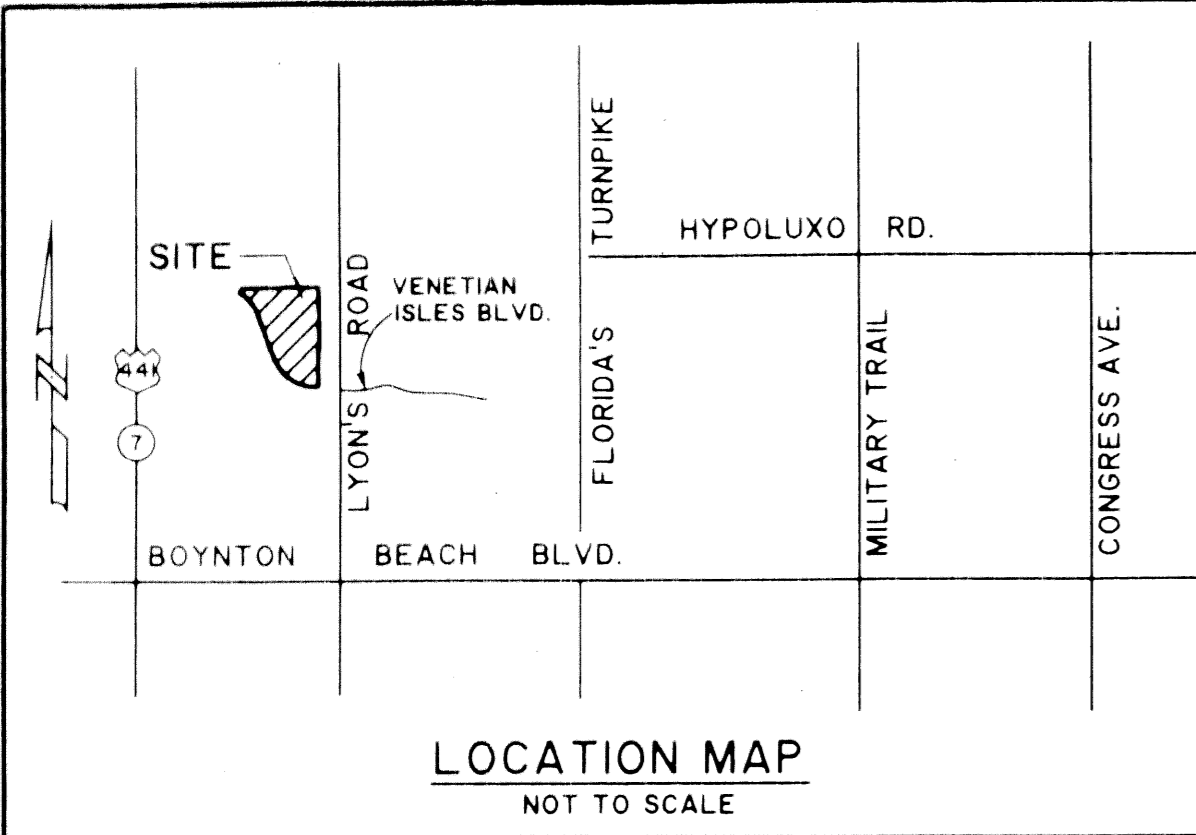 TURNPIKE
HYPOLUXO RD.
SITE
VENETIAN
ISLES BLVD.
LYON'S ROAD
FLORIDA'S
MILITARY TRAIL
CONGRESS AVE.
N
441
7
BOYNTON BEACH BLVD.
LOCATION MAP
NOT TO SCALE